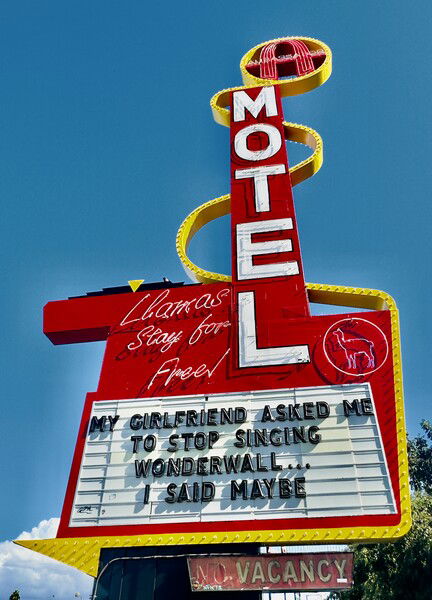 A
MOTEL
Llamas
Stay for
Free!
MY GIRLFRIEND ASKED ME
TO STOP SINGING
WONDERWALL...
I SAID MAYBE
NO VACANCY